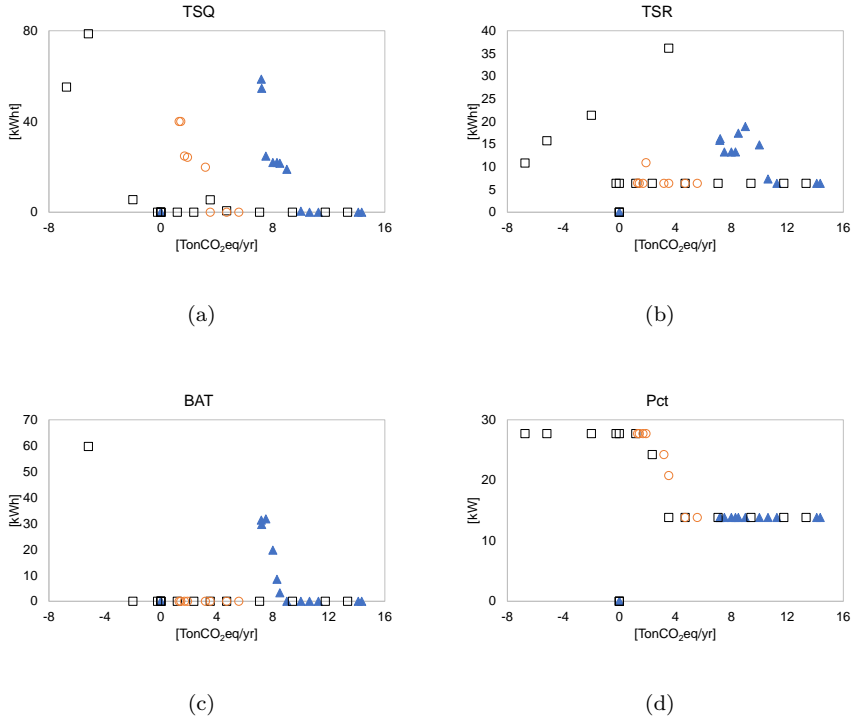 TSQ
80
40
0
[kWht]
-8 -4 0 4 8 12 16
[TonCO₂eq/yr]
(a)
TSR
40
35
30
25
20
15
10
5
0
[kWht]
-8 -4 0 4 8 12 16
[TonCO₂eq/yr]
(b)
BAT
70
60
50
40
30
20
10
0
[kWh]
-8 -4 0 4 8 12 16
[TonCO₂eq/yr]
(c)
Pct
30
20
10
0
[kW]
-8 -4 0 4 8 12 16
[TonCO₂eq/yr]
(d)